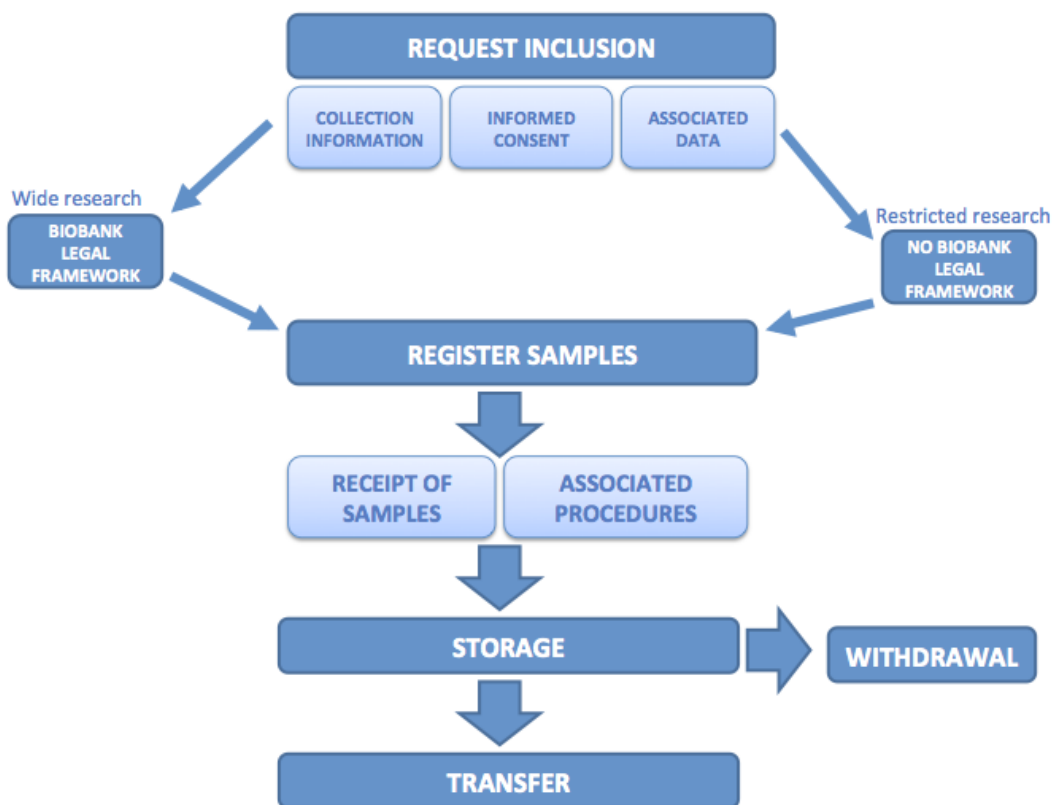 REQUEST INCLUSION
COLLECTION
INFORMATION
INFORMED
CONSENT
ASSOCIATED
DATA
Wide research
BIOBANK
LEGAL
FRAMEWORK
Restricted research
NO BIOBANK
LEGAL
FRAMEWORK
REGISTER SAMPLES
RECEIPT OF
SAMPLES
ASSOCIATED
PROCEDURES
STORAGE
WITHDRAWAL
TRANSFER